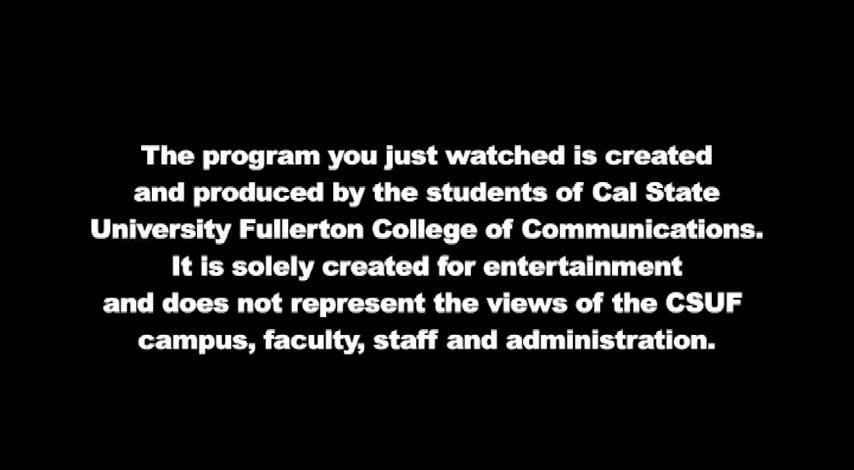 The program you just watched is created
and produced by the students of Cal State
University Fullerton College of Communications.
It is solely created for entertainment
and does not represent the views of the CSUF
campus, faculty, staff and administration.